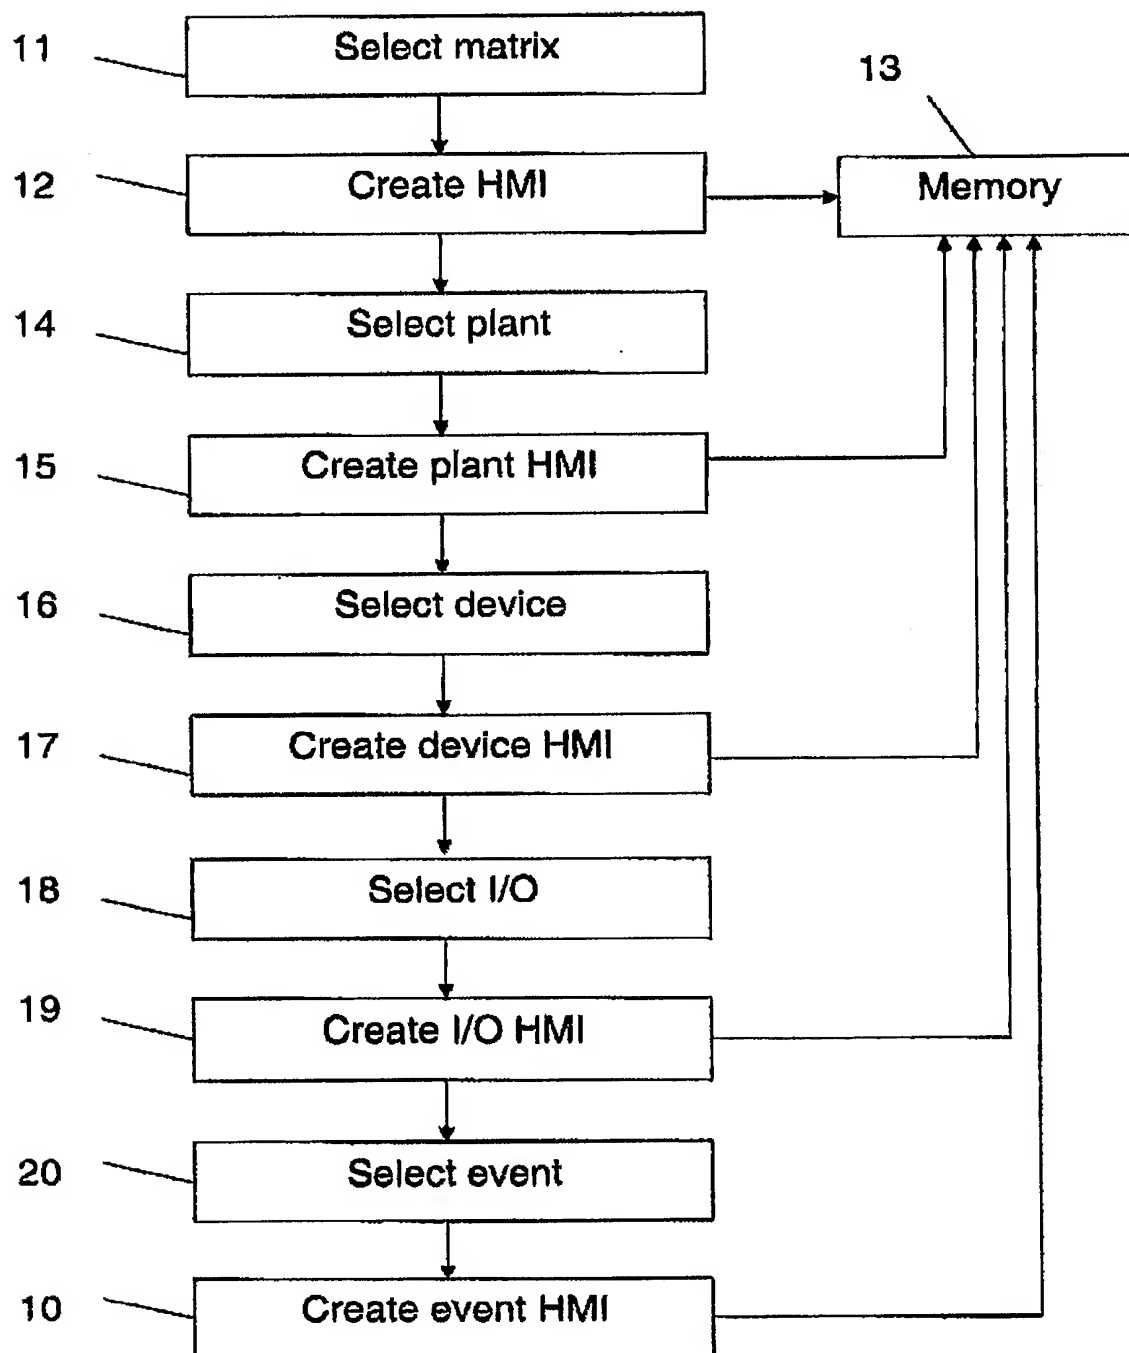 11
Select matrix
13
12
Create HMI
Memory
14
Select plant
15
Create plant HMI
16
Select device
17
Create device HMI
18
Select I/O
19
Create I/O HMI
20
Select event
10
Create event HMI